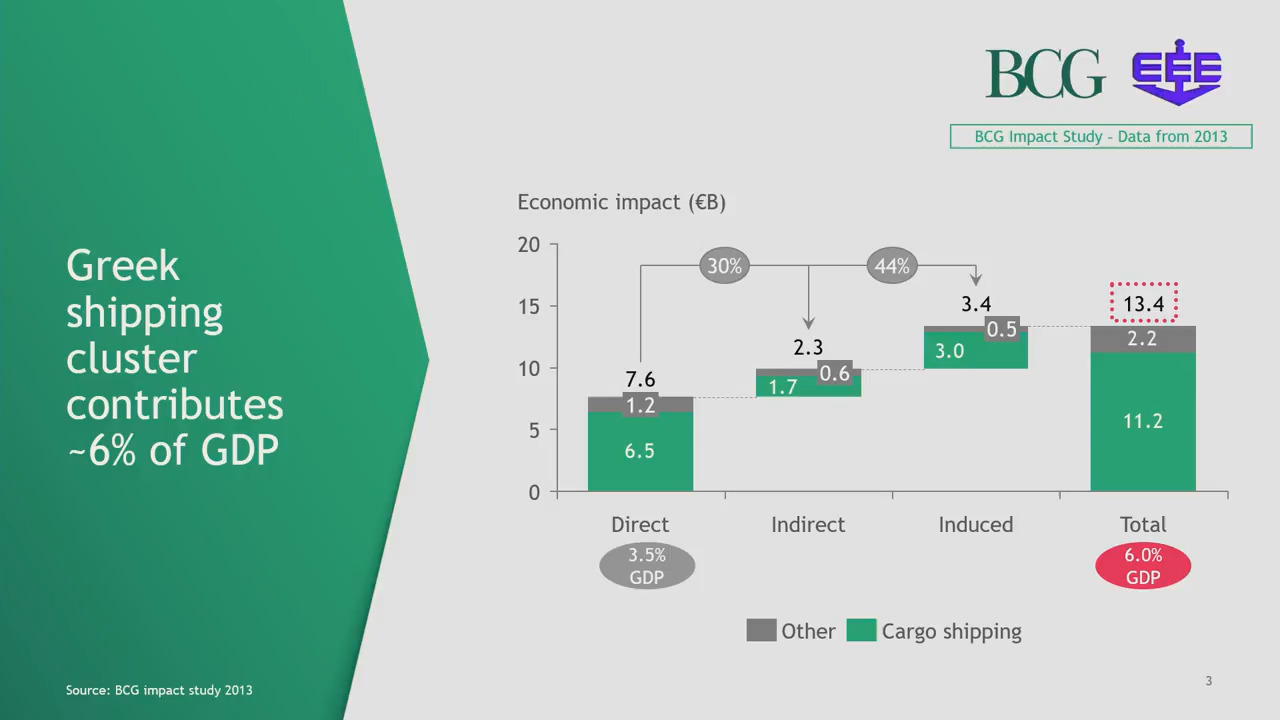 BCG
EEE
BCG Impact Study - Data from 2013
Greek
shipping
cluster
contributes
~6% of GDP
Economic impact (€B)
20
15
10
5
0
30%
44%
7.6
1.2
6.5
2.3
0.6
1.7
3.4
0.5
3.0
13.4
2.2
11.2
Direct
Indirect
Induced
Total
3.5%
GDP
6.0%
GDP
Other
Cargo shipping
Source: BCG impact study 2013
3